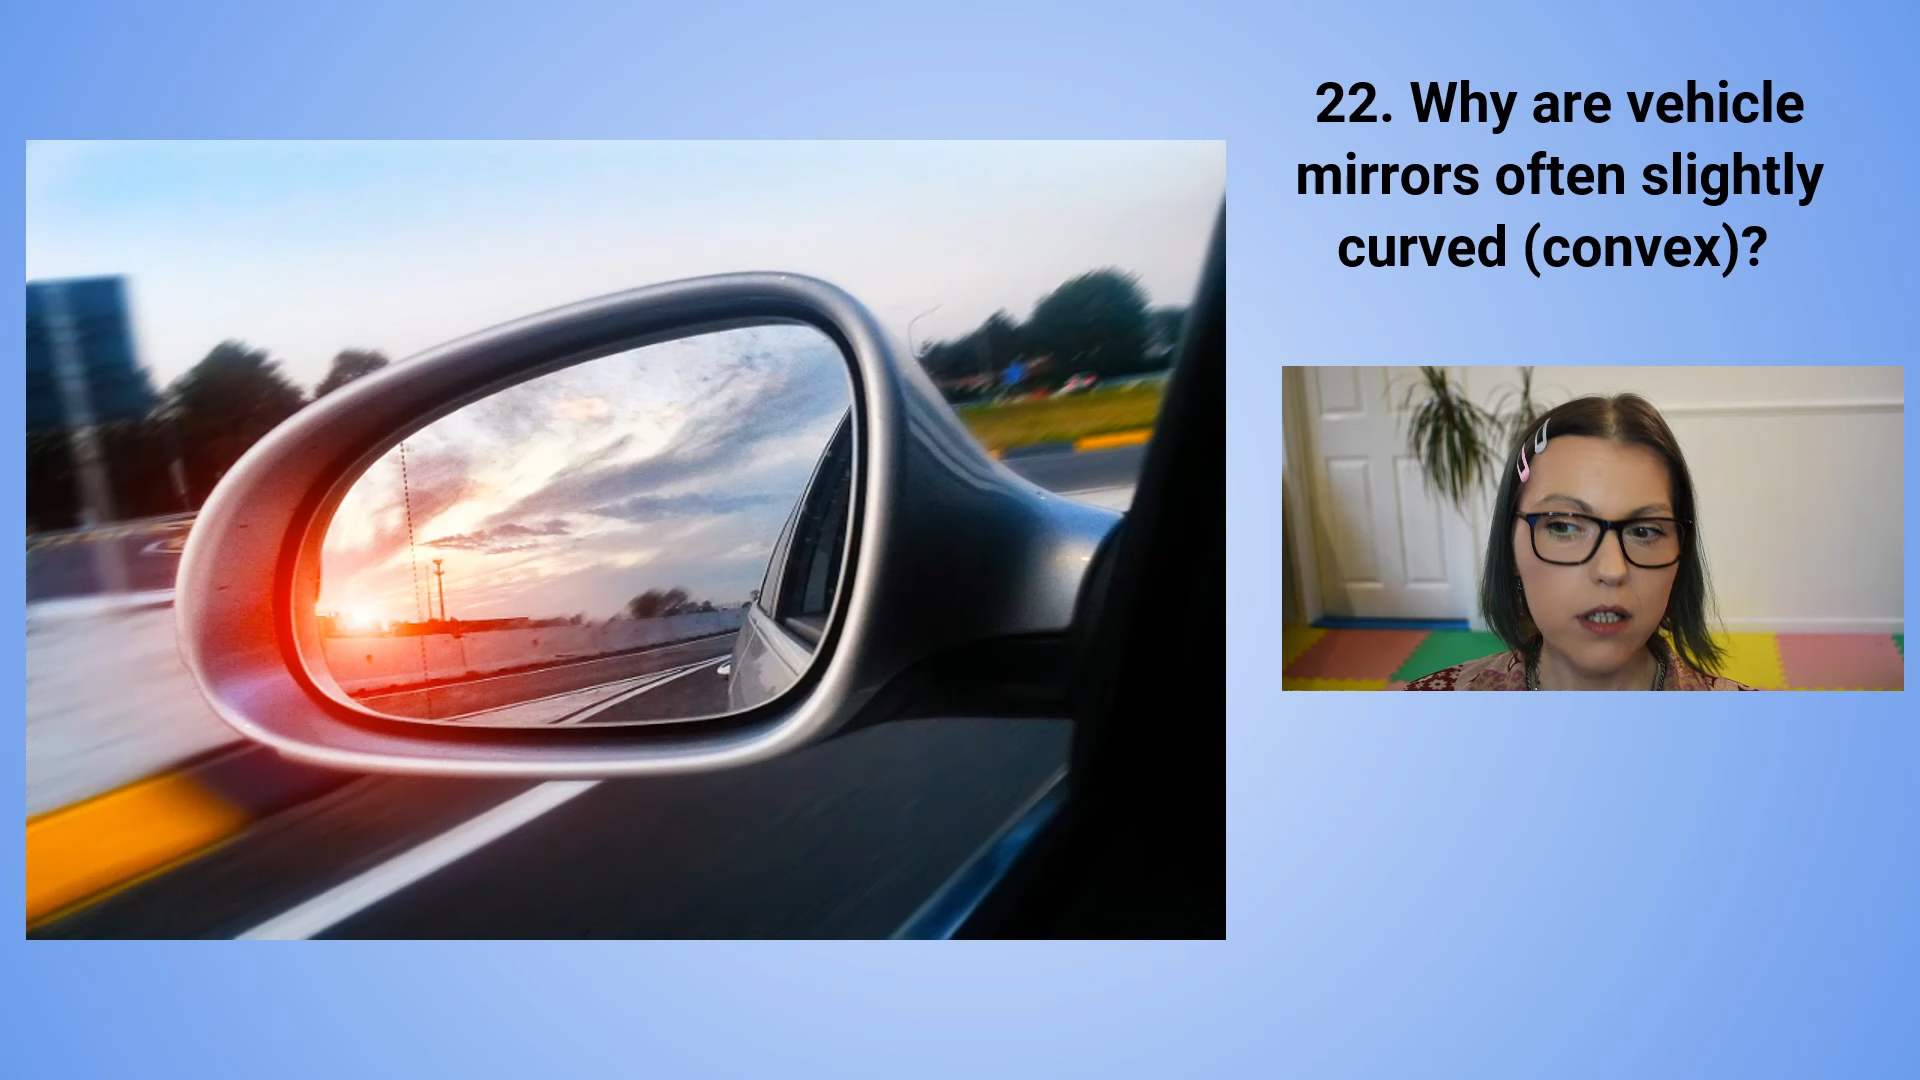 22. Why are vehicle
mirrors often slightly
curved (convex)?